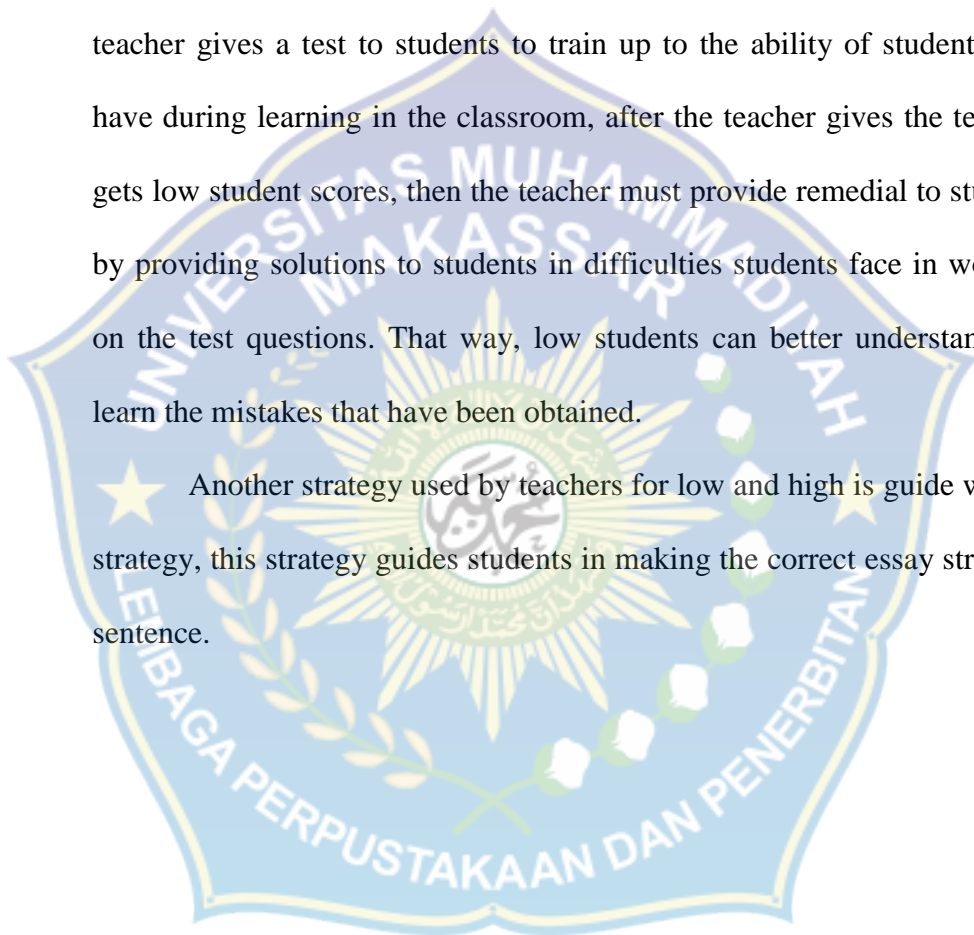 teacher gives a test to students to train up to the ability of student
have during learning in the classroom, after the teacher gives the te
gets low student scores, then the teacher must provide remedial to stu
by providing solutions to students in difficulties students face in wo
on the test questions. That way, low students can better understan
learn the mistakes that have been obtained.
Another strategy used by teachers for low and high is guide w
strategy, this strategy guides students in making the correct essay str
sentence.
UNIVERSITAS MUHAMMADIYAH
MAKASSAR
LEMBAGA PERPUSTAKAAN DAN PENERBITAN